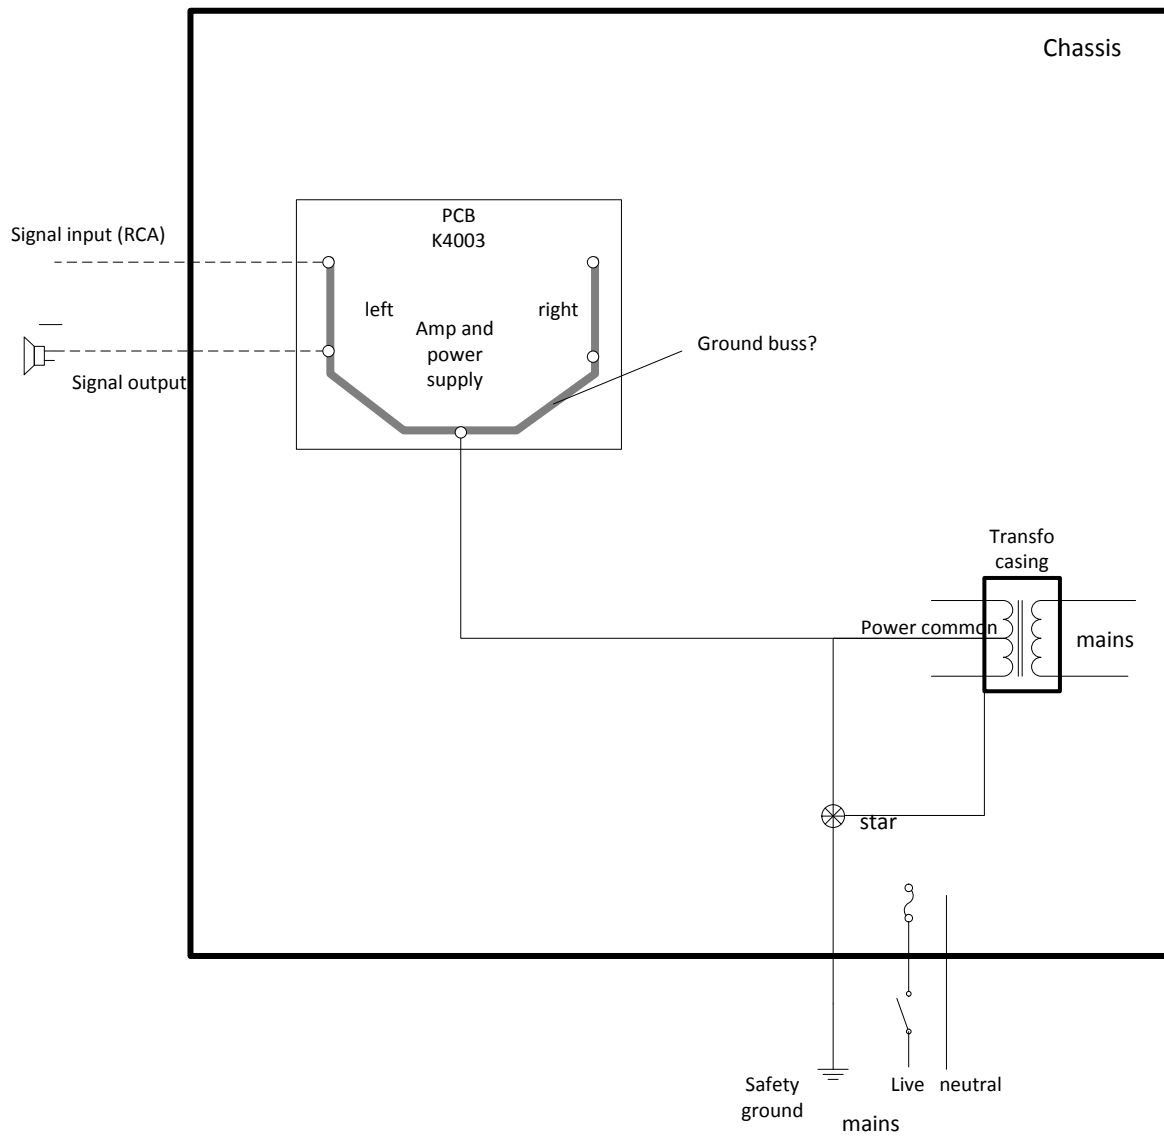 Chassis
PCB
K4003
Signal input (RCA)
left
right
Amp and
power
supply
Ground buss?
Signal output
Transfo
casing
Power common
mains
star
Safety
ground
Live
neutral
mains